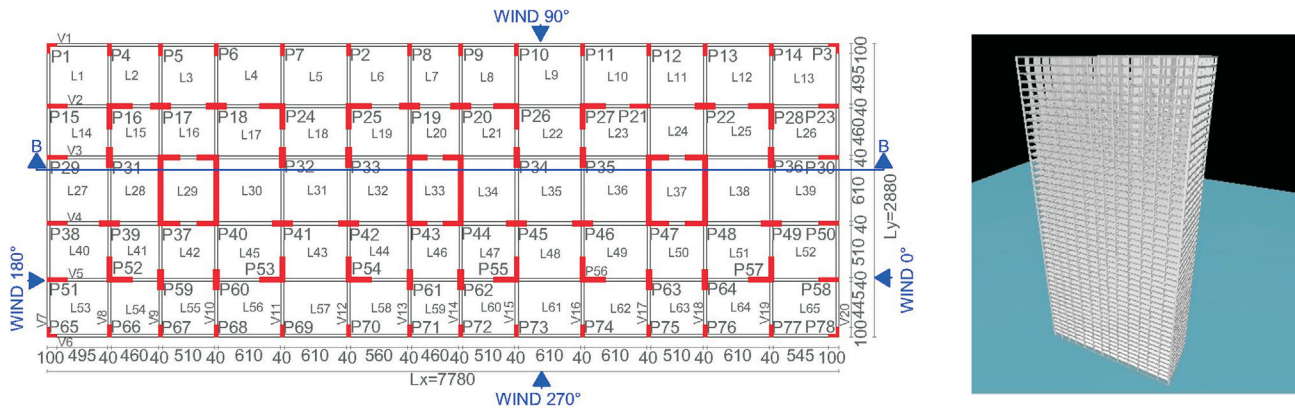 WIND 90°
V1
P1 P4 P5 P6 P7 P2 P8 P9 P10 P11 P12 P13 P14 P3
L1 L2 L3 L4 L5 L6 L7 L8 L9 L10 L11 L12 L13
V2
P15 P16 P17 P18 P24 P25 P19 P20 P26 P27 P21 P22 P28 P23
L14 L15 L16 L17 L18 L19 L20 L21 L22 L23 L24 L25 L26
B V3 B
P29 P31 P32 P33 P34 P35 P36 P30
L27 L28 L29 L30 L31 L32 L33 L34 L35 L36 L37 L38 L39
V4
P38 P39 P37 P40 P41 P42 P43 P44 P45 P46 P47 P48 P49 P50
L40 L41 L42 L45 L43 L44 L46 L47 L48 L49 L50 L51 L52
P52 P53 P54 P55 P56 P57
V5
P51 P59 P60 P61 P62 P63 P64 P58
L53 L54 L55 L56 L57 L58 L59 L60 L61 L62 L63 L64 L65
V7 V8 V9 V10 V11 V12 V13 V14 V15 V16 V17 V18 V19 V20
P65 P66 P67 P68 P69 P70 P71 P72 P73 P74 P75 P76 P77 P78
V6
100 495 40 460 40 510 40 610 40 610 40 560 40 460 40 510 40 610 40 610 40 510 40 610 40 545 100
Lx=7780
WIND 270°
WIND 180°
WIND 0°
100 495 40 460 40 610 40 510 40 445 100
Ly=2880